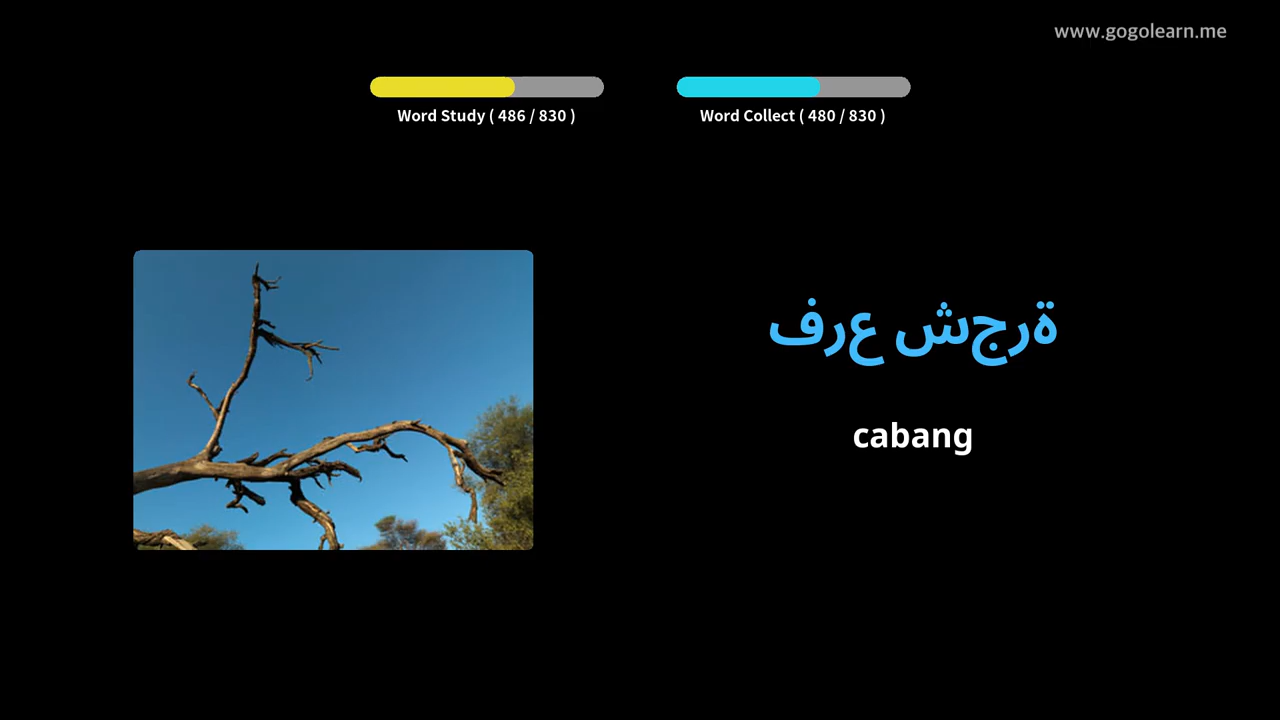 www.gogolearn.me
Word Study ( 486 / 830 )
Word Collect ( 480 / 830 )
ةرجش عرف
cabang